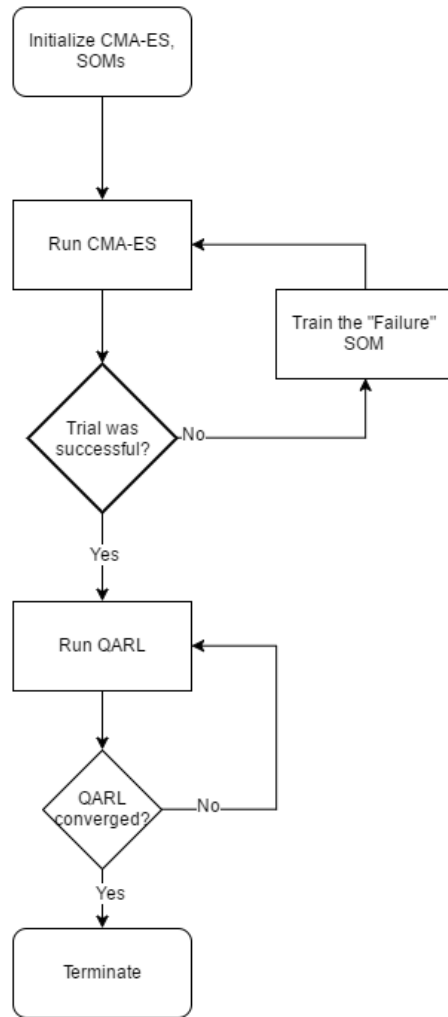 Initialize CMA-ES,
SOMs
Run CMA-ES
Train the "Failure"
SOM
Trial was
successful?
No
Yes
Run QARL
QARL
converged?
No
Yes
Terminate